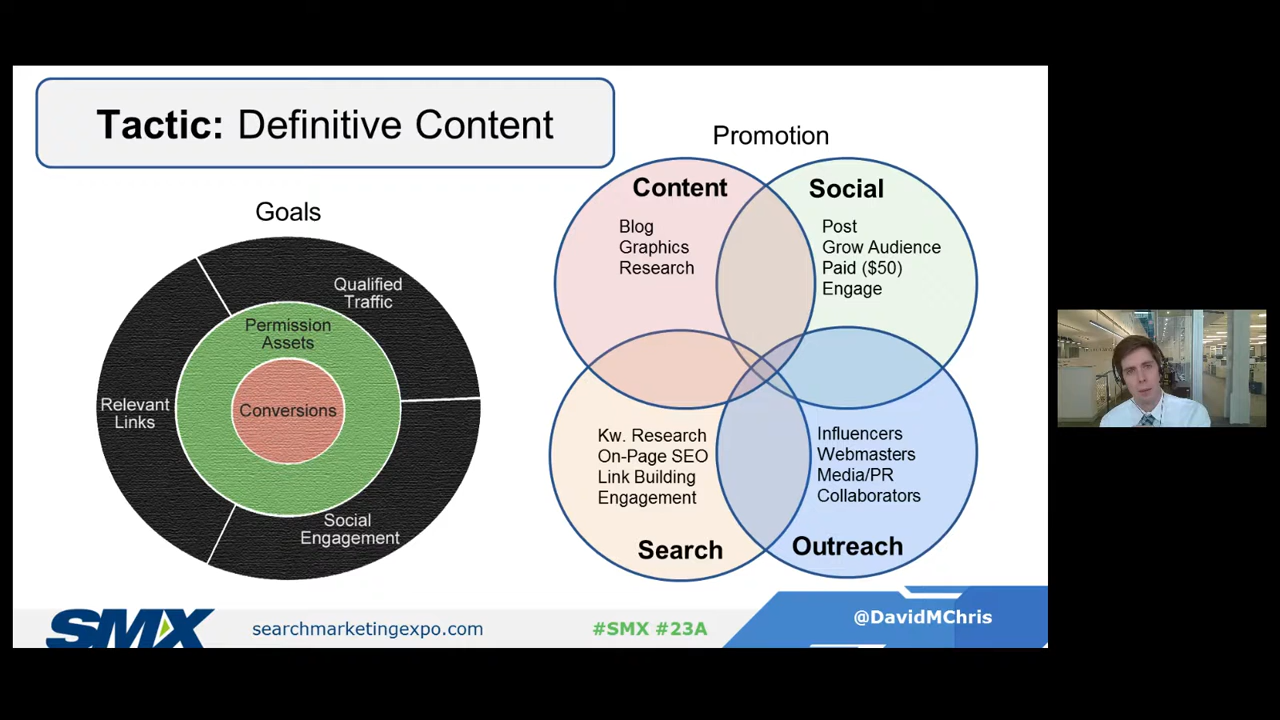 Tactic: Definitive Content
Goals
Qualified
Traffic
Permission
Assets
Conversions
Relevant
Links
Social
Engagement
Promotion
Content
Blog
Graphics
Research
Social
Post
Grow Audience
Paid ($50)
Engage
Kw. Research
On-Page SEO
Link Building
Engagement
Search
Influencers
Webmasters
Media/PR
Collaborators
Outreach
SMX
searchmarketingexpo.com
#SMX #23A
@DavidMChris